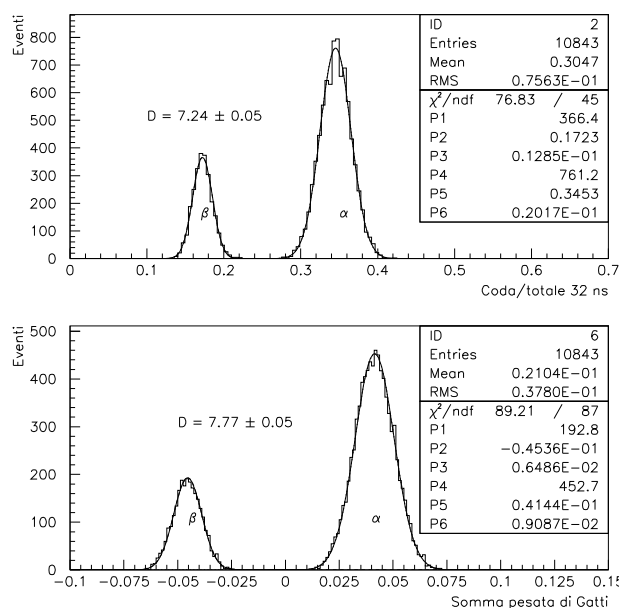 Eventi
800
700
600
500
400
300
200
100
0
0 0.1 0.2 0.3 0.4 0.5 0.6 0.7
Coda/totale 32 ns
D = 7.24 ± 0.05
β
α
ID 2
Entries 10843
Mean 0.3047
RMS 0.7563E-01
χ²/ndf 76.83 / 45
P1 366.4
P2 0.1723
P3 0.1285E-01
P4 761.2
P5 0.3453
P6 0.2017E-01
Eventi
500
400
300
200
100
0
-0.1 -0.075 -0.05 -0.025 0 0.025 0.05 0.075 0.1 0.125 0.15
Somma pesata di Gatti
D = 7.77 ± 0.05
β
α
ID 6
Entries 10843
Mean 0.2104E-01
RMS 0.3780E-01
χ²/ndf 89.21 / 87
P1 192.8
P2 -0.4536E-01
P3 0.6486E-02
P4 452.7
P5 0.4144E-01
P6 0.9087E-02